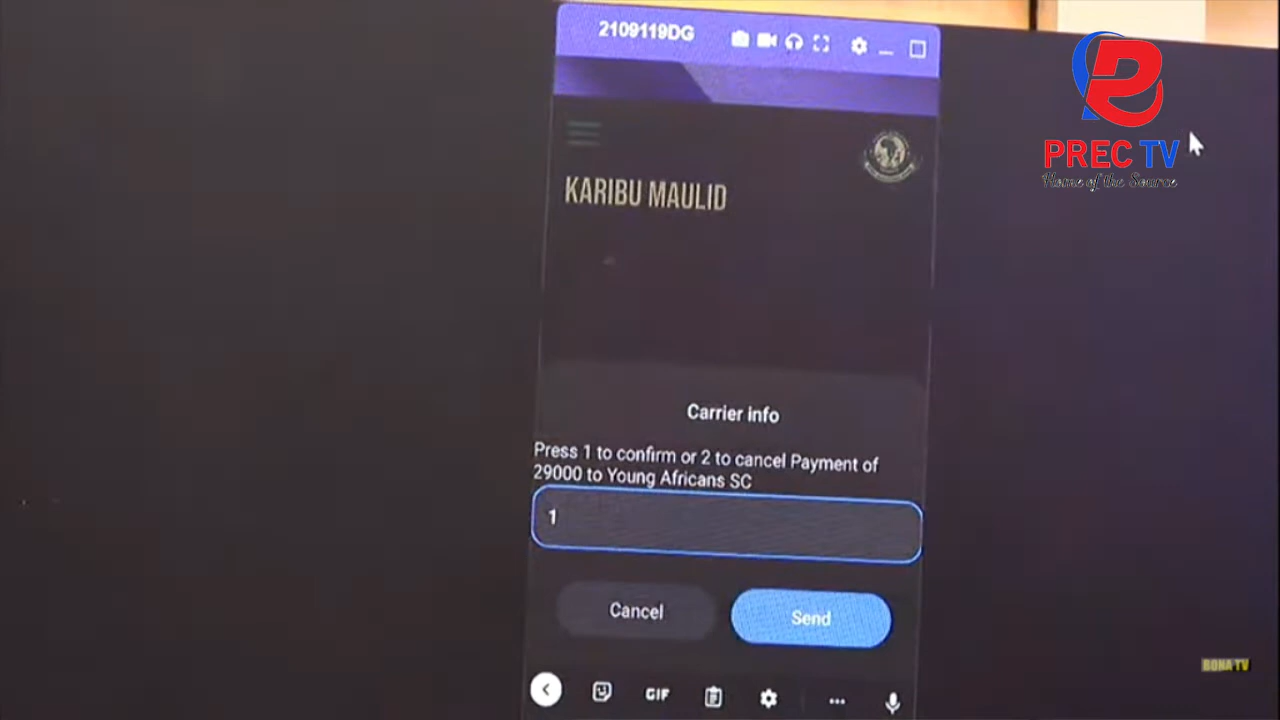 2109119DG
PREC TV
Home of the Source
KARIBU MAULID
Carrier info
Press 1 to confirm or 2 to cancel Payment of
29000 to Young Africans SC
1
Cancel
Send
GIF
BONA TV